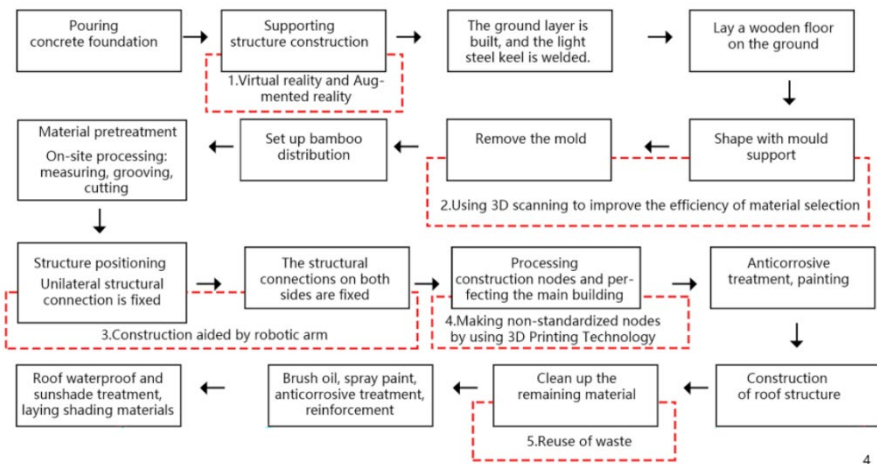 Pouring
concrete foundation
Supporting
structure construction
The ground layer is
built, and the light
steel keel is welded.
Lay a wooden floor
on the ground
1.Virtual reality and Aug-
mented reality
Material pretreatment
On-site processing:
measuring, grooving,
cutting
Set up bamboo
distribution
Remove the mold
Shape with mould
support
2.Using 3D scanning to improve the efficiency of material selection
Structure positioning
Unilateral structural
connection is fixed
The structural
connections on both
sides are fixed
Processing
construction nodes and per-
fecting the main building
Anticorrosive
treatment, painting
3.Construction aided by robotic arm
4.Making non-standardized nodes
by using 3D Printing Technology
Roof waterproof and
sunshade treatment,
laying shading materials
Brush oil, spray paint,
anticorrosive treatment,
reinforcement
Clean up the
remaining material
Construction
of roof structure
5.Reuse of waste
4